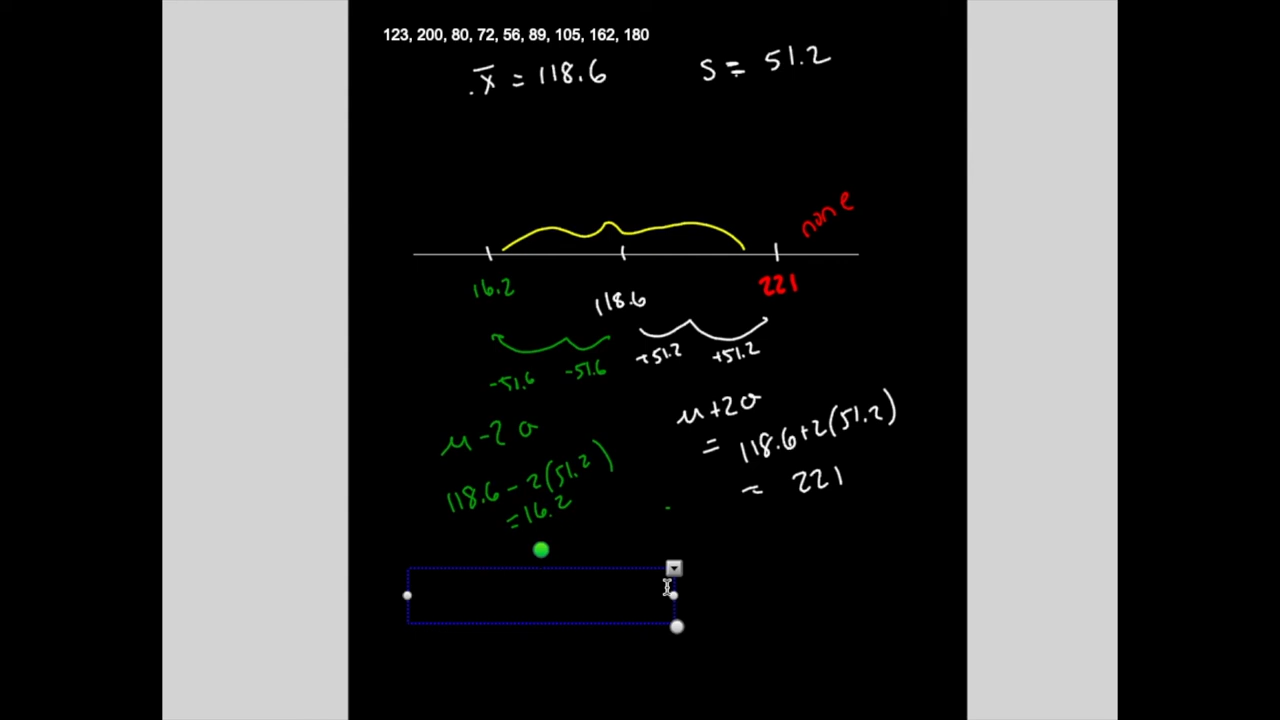 123, 200, 80, 72, 56, 89, 105, 162, 180
x̄ = 118.6
S = 51.2
none
16.2
118.6
221
-51.6
-51.6
+51.2
+51.2
μ-2σ
118.6 - 2(51.2)
=16.2
μ+2σ
= 118.6+2(51.2)
= 221